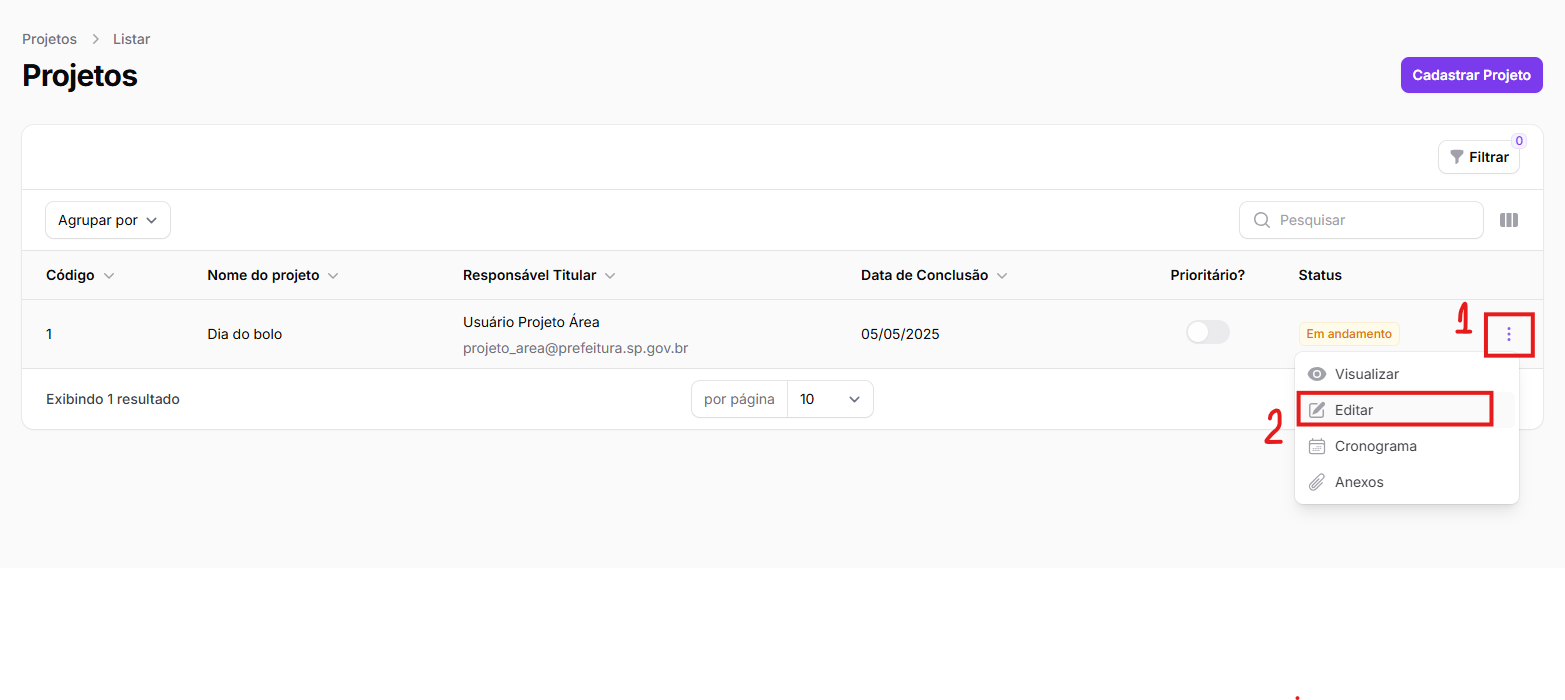 Projetos > Listar
Projetos
Cadastrar Projeto
0
Filtrar
Agrupar por
Pesquisar
Código Nome do projeto Responsável Titular Data de Conclusão Prioritário? Status
1 Dia do bolo Usuário Projeto Área 05/05/2025 Em andamento 1
projeto_area@prefeitura.sp.gov.br
Visualizar
Exibindo 1 resultado por página 10
2 Editar
Cronograma
Anexos